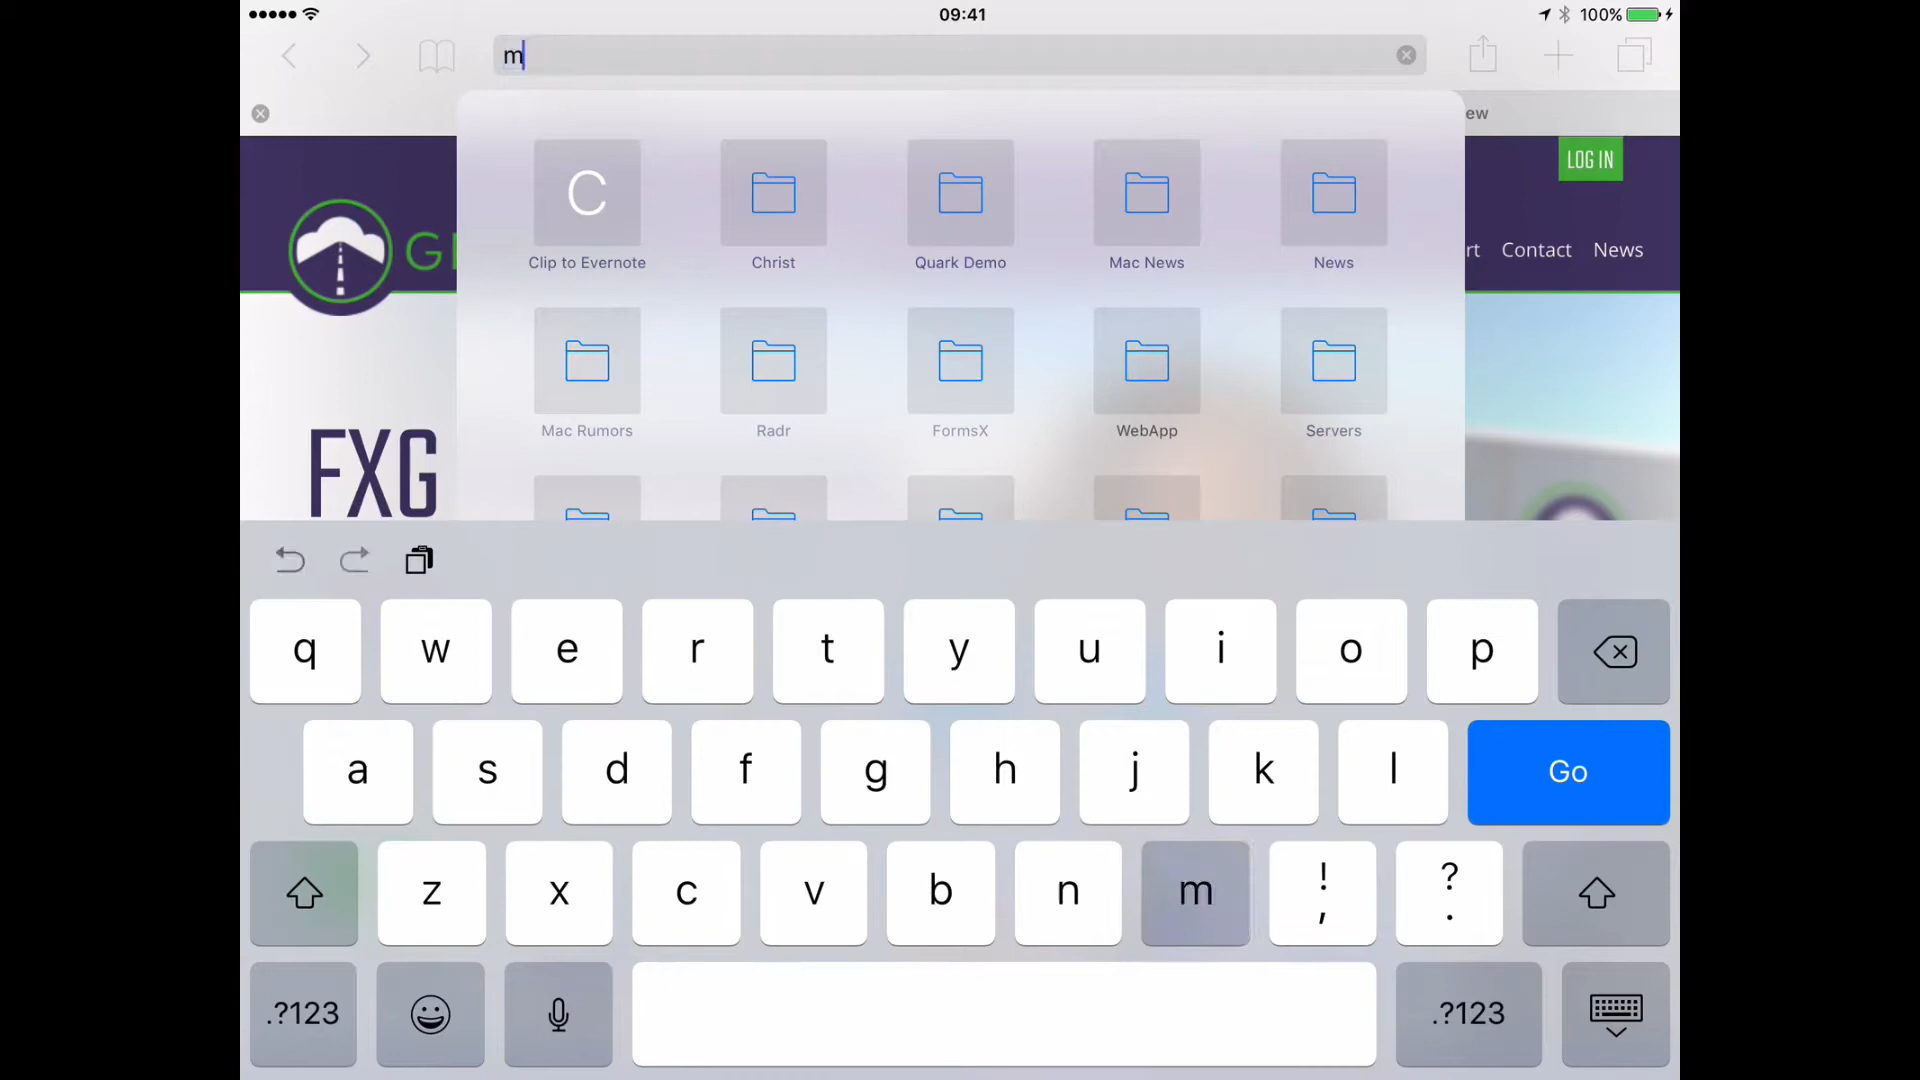 09:41
100%
m
ew
LOG IN
C
Clip to Evernote
Christ
Quark Demo
Mac News
News
rt
Contact
News
Mac Rumors
Radr
FormsX
WebApp
Servers
FXG
q w e r t y u i o p
a s d f g h j k l Go
z x c v b n m ! , ? .
.?123 .?123